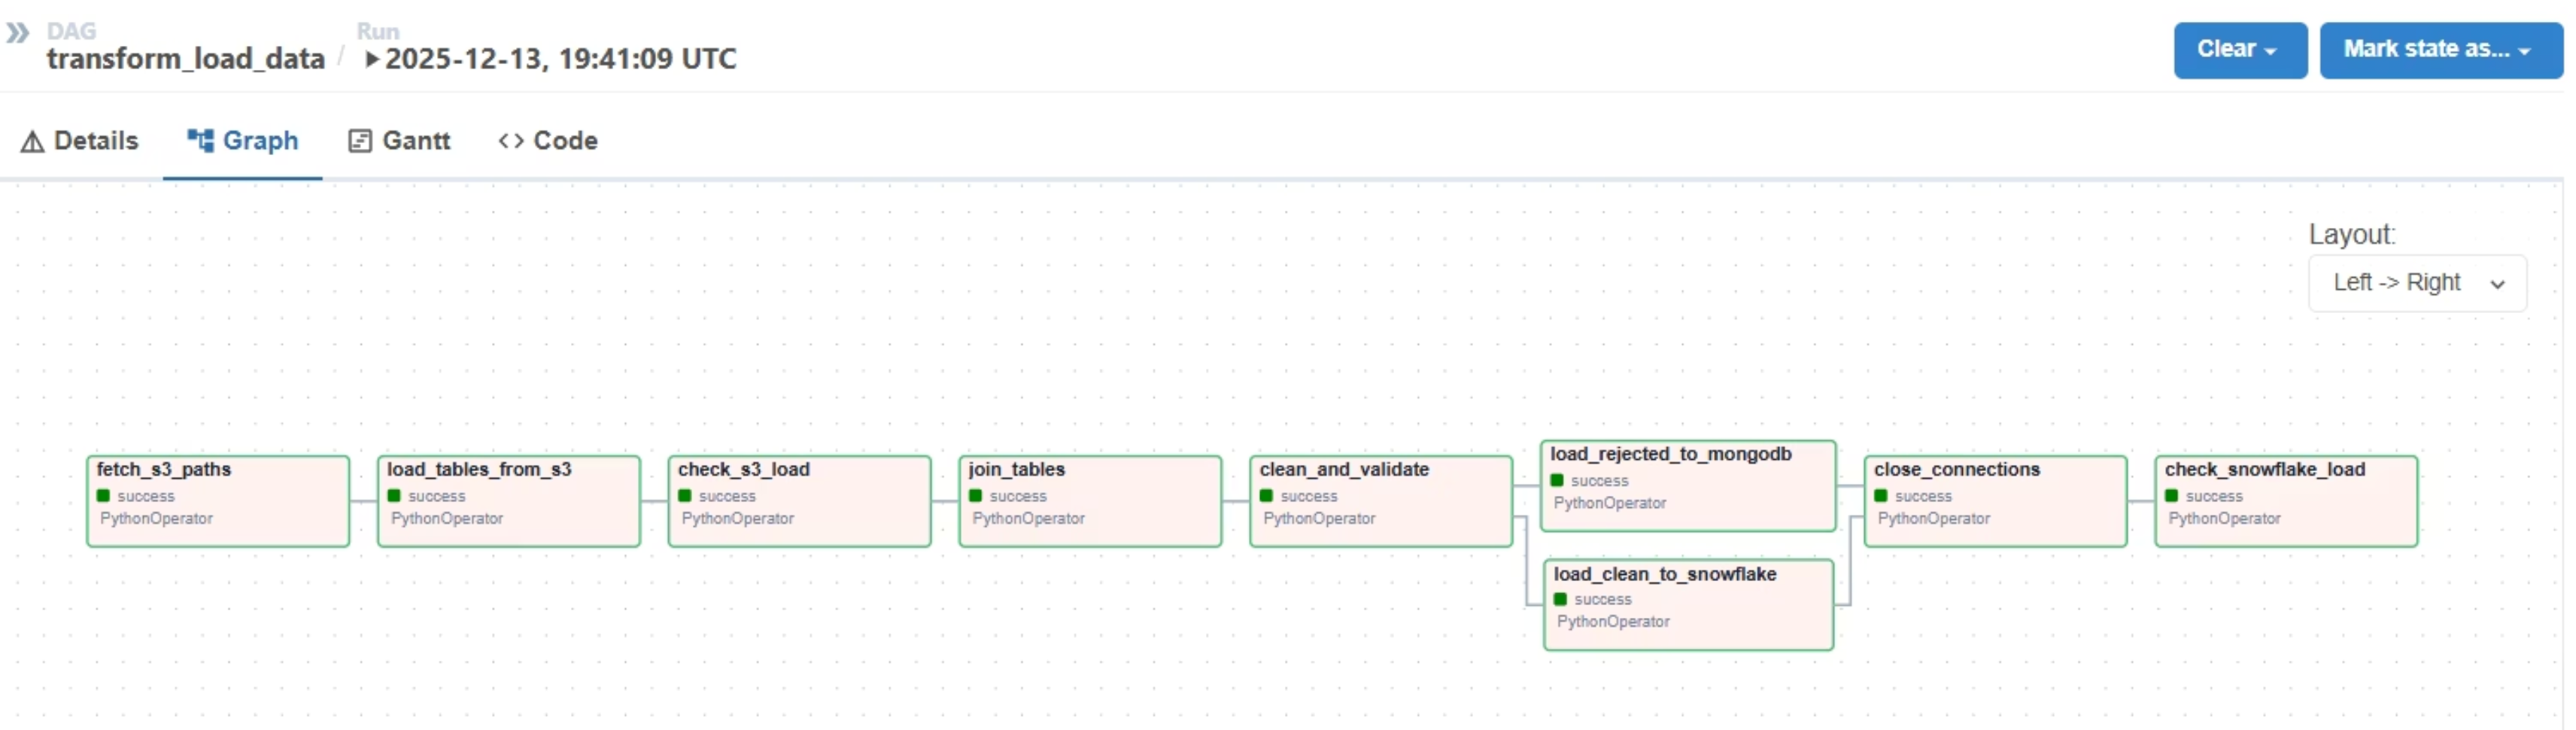 DAG
transform_load_data / 
Run
2025-12-13, 19:41:09 UTC
Clear
Mark state as...
Details
Graph
Gantt
Code
Layout:
Left -> Right
fetch_s3_paths
success
PythonOperator
load_tables_from_s3
success
PythonOperator
check_s3_load
success
PythonOperator
join_tables
success
PythonOperator
clean_and_validate
success
PythonOperator
load_rejected_to_mongodb
success
PythonOperator
load_clean_to_snowflake
success
PythonOperator
close_connections
success
PythonOperator
check_snowflake_load
success
PythonOperator